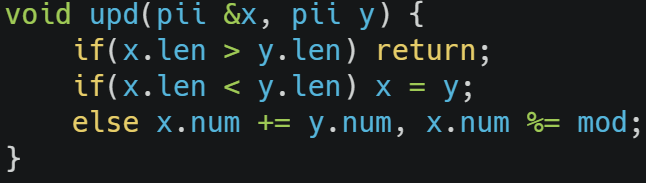 void upd(pii &x, pii y) {
    if(x.len > y.len) return;
    if(x.len < y.len) x = y;
    else x.num += y.num, x.num %= mod;
}